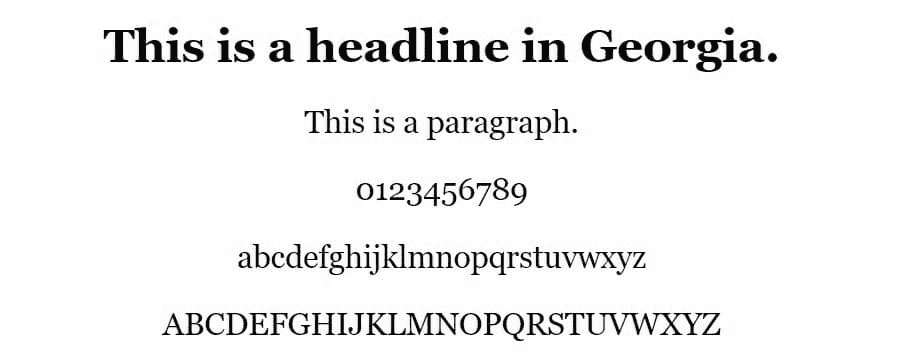 This is a headline in Georgia.
This is a paragraph.
0123456789
abcdefghijklmnopqrstuvwxyz
ABCDEFGHIJKLMNOPQRSTUVWXYZ